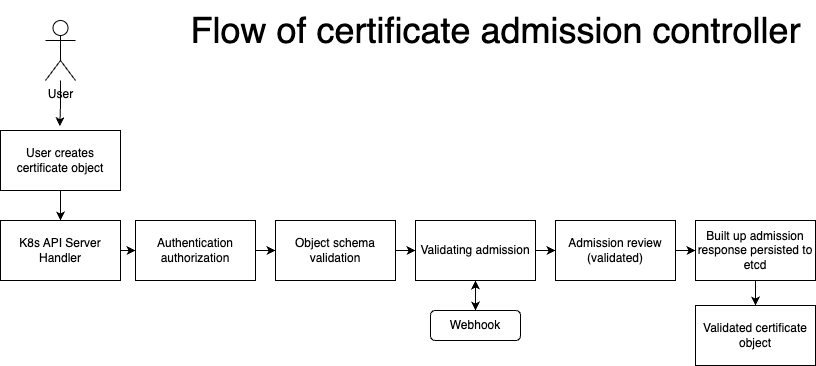 Flow of certificate admission controller
User
User creates
certificate object
K8s API Server
Handler
Authentication
authorization
Object schema
validation
Validating admission
Admission review
(validated)
Built up admission
response persisted to
etcd
Webhook
Validated certificate
object